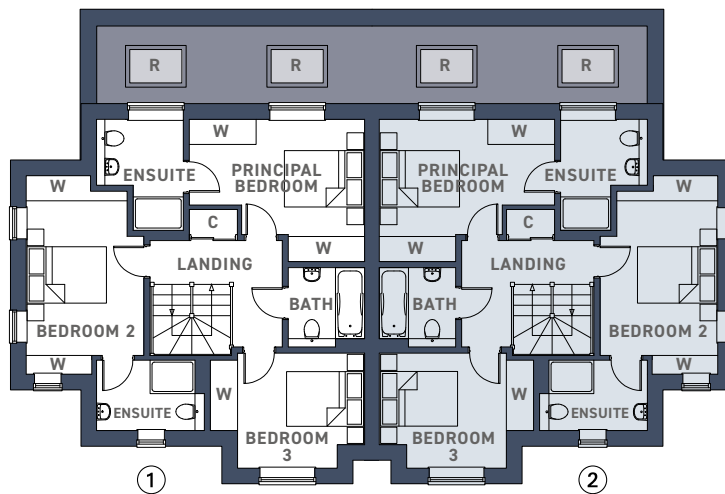 R R R R
W W
ENSUITE PRINCIPAL BEDROOM PRINCIPAL BEDROOM ENSUITE
W W
C C
W W
LANDING LANDING
BATH BATH
BEDROOM 2 BEDROOM 2
W W
W W
ENSUITE ENSUITE
BEDROOM 3 BEDROOM 3
1 2